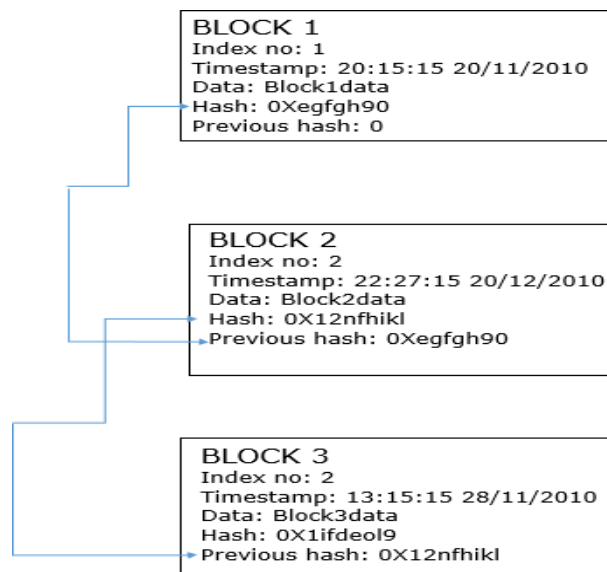 BLOCK 1
Index no: 1
Timestamp: 20:15:15 20/11/2010
Data: Block1data
Hash: 0Xegfgh90
Previous hash: 0
BLOCK 2
Index no: 2
Timestamp: 22:27:15 20/12/2010
Data: Block2data
Hash: 0X12nfhikl
Previous hash: 0Xegfgh90
BLOCK 3
Index no: 2
Timestamp: 13:15:15 28/11/2010
Data: Block3data
Hash: 0X1ifdeol9
Previous hash: 0X12nfhikl